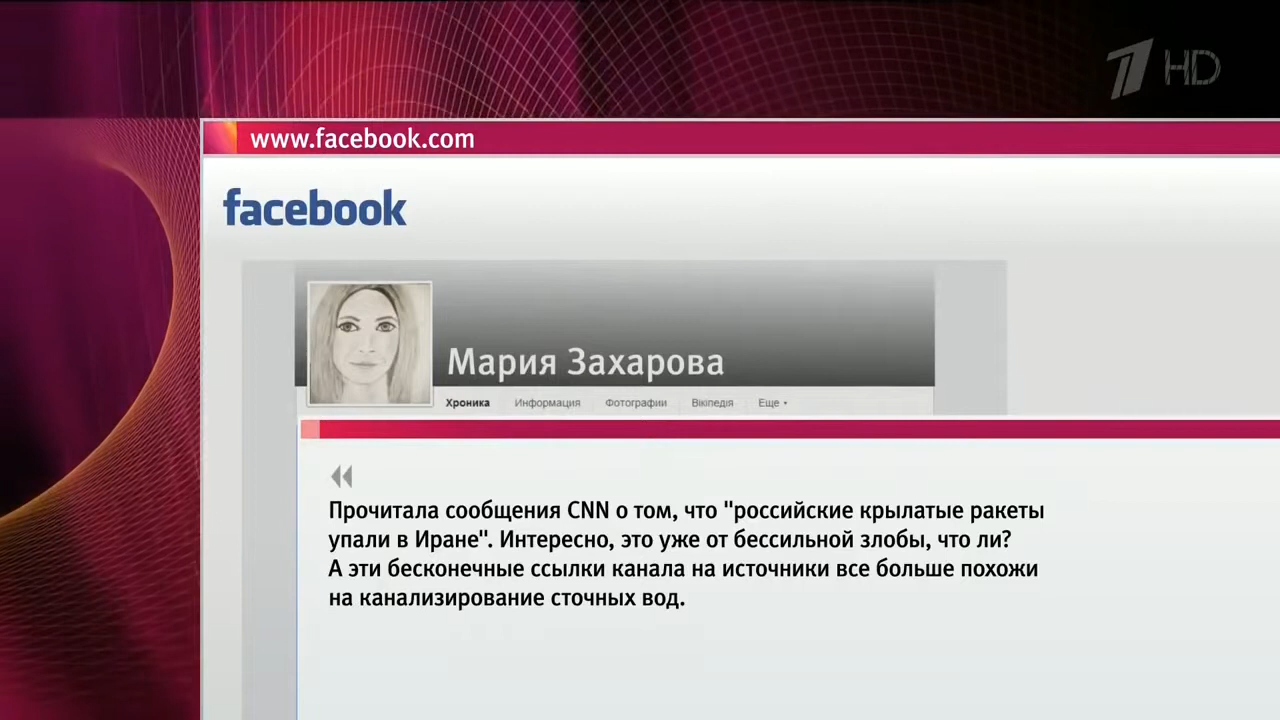 1 HD
www.facebook.com
facebook
Мария Захарова
Хроника Информация Фотографии Вікіпедія Еще
Прочитала сообщения CNN о том, что "российские крылатые ракеты
упали в Иране". Интересно, это уже от бессильной злобы, что ли?
А эти бесконечные ссылки канала на источники все больше похожи
на канализирование сточных вод.